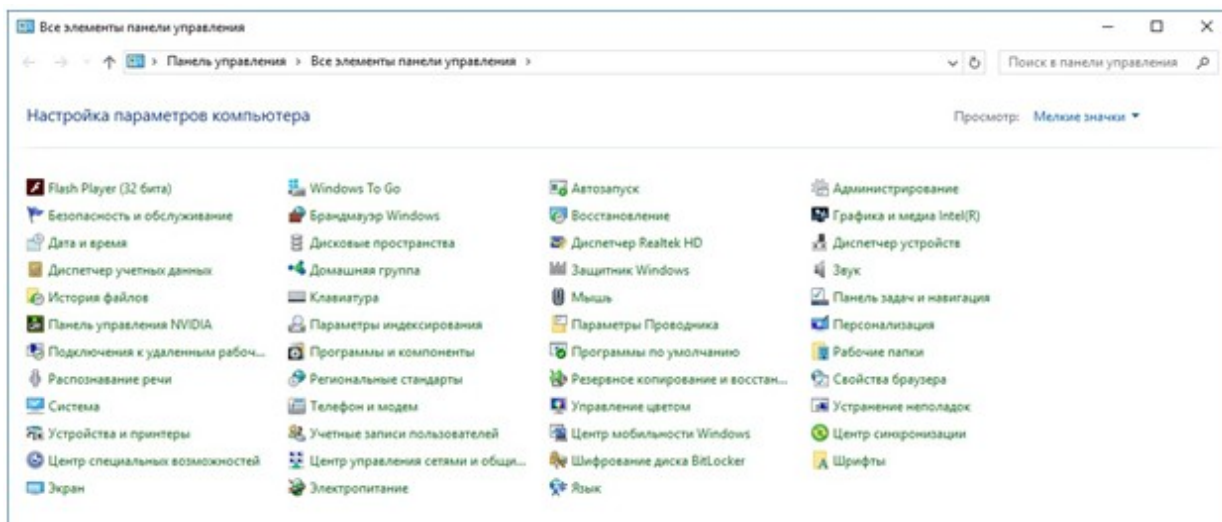 Все элементы панели управления
Панель управления > Все элементы панели управления >
Поиск в панели управления
Настройка параметров компьютера
Просмотр: Мелкие значки
Flash Player (32 бита) Windows To Go Автозапуск Администрирование
Безопасность и обслуживание Брандмауэр Windows Восстановление Графика и медиа Intel(R)
Дата и время Дисковые пространства Диспетчер Realtek HD Диспетчер устройств
Диспетчер учетных данных Домашняя группа Защитник Windows Звук
История файлов Клавиатура Мышь Панель задач и навигация
Панель управления NVIDIA Параметры индексирования Параметры Проводника Персонализация
Подключения к удаленным рабоч... Программы и компоненты Программы по умолчанию Рабочие папки
Распознавание речи Региональные стандарты Резервное копирование и восстан... Свойства браузера
Система Телефон и модем Управление цветом Устранение неполадок
Устройства и принтеры Учетные записи пользователей Центр мобильности Windows Центр синхронизации
Центр специальных возможностей Центр управления сетями и общи... Шифрование диска BitLocker Шрифты
Экран Электропитание Язык